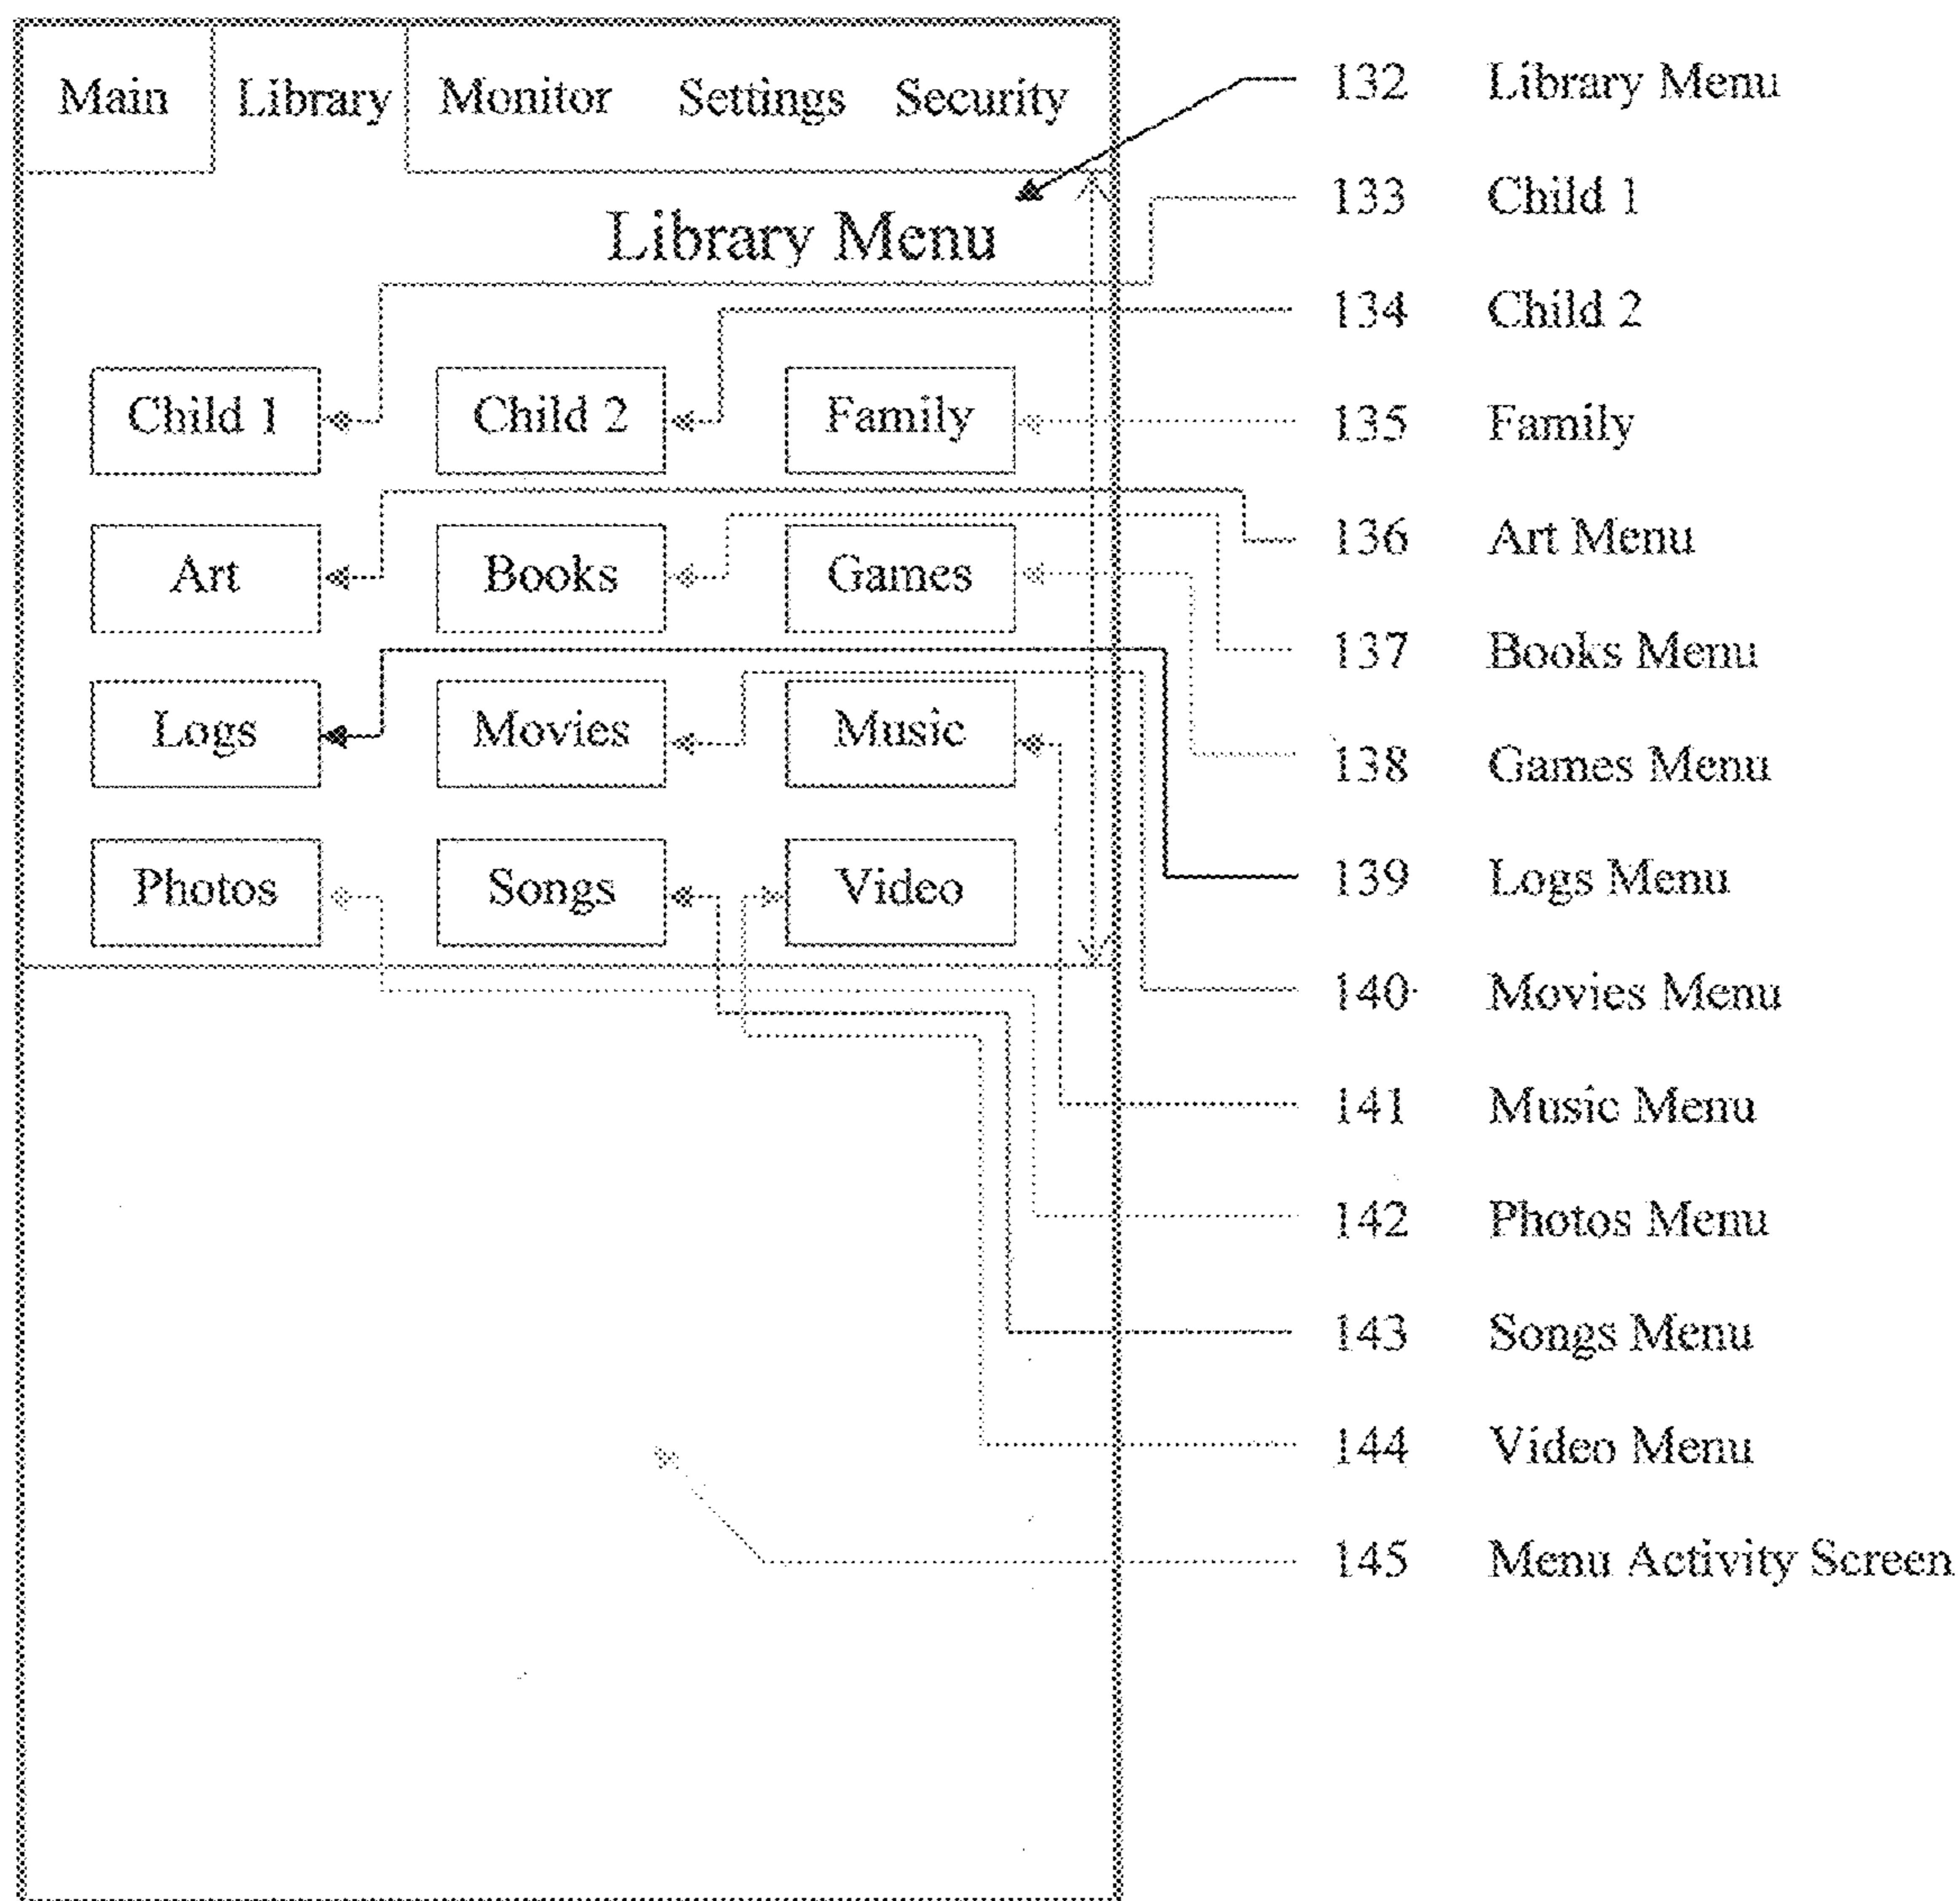 Main Library Monitor Settings Security
Library Menu
Child 1 Child 2 Family
Art Books Games
Logs Movies Music
Photos Songs Video
132 Library Menu
133 Child 1
134 Child 2
135 Family
136 Art Menu
137 Books Menu
138 Games Menu
139 Logs Menu
140 Movies Menu
141 Music Menu
142 Photos Menu
143 Songs Menu
144 Video Menu
145 Menu Activity Screen